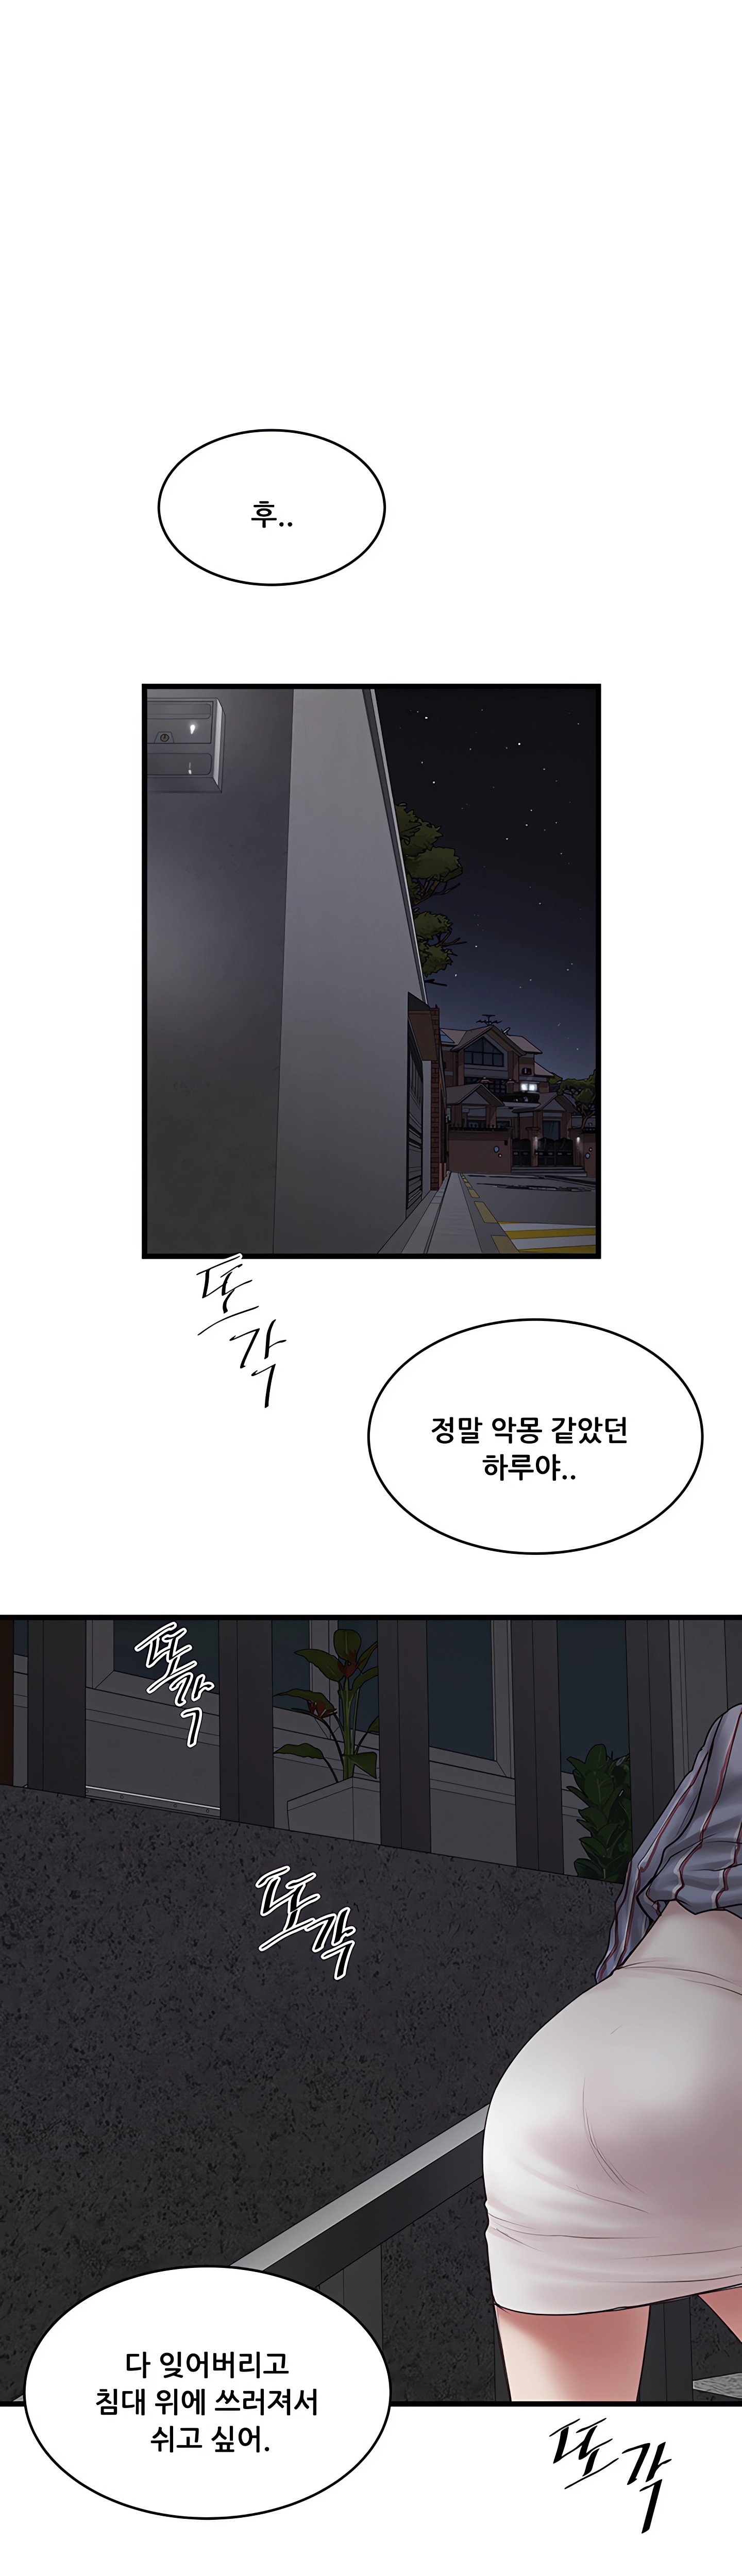 후..
또각
정말 악몽 같았던
하루야..
또각
또각
다 잊어버리고
침대 위에 쓰러져서
쉬고 싶어.
또각